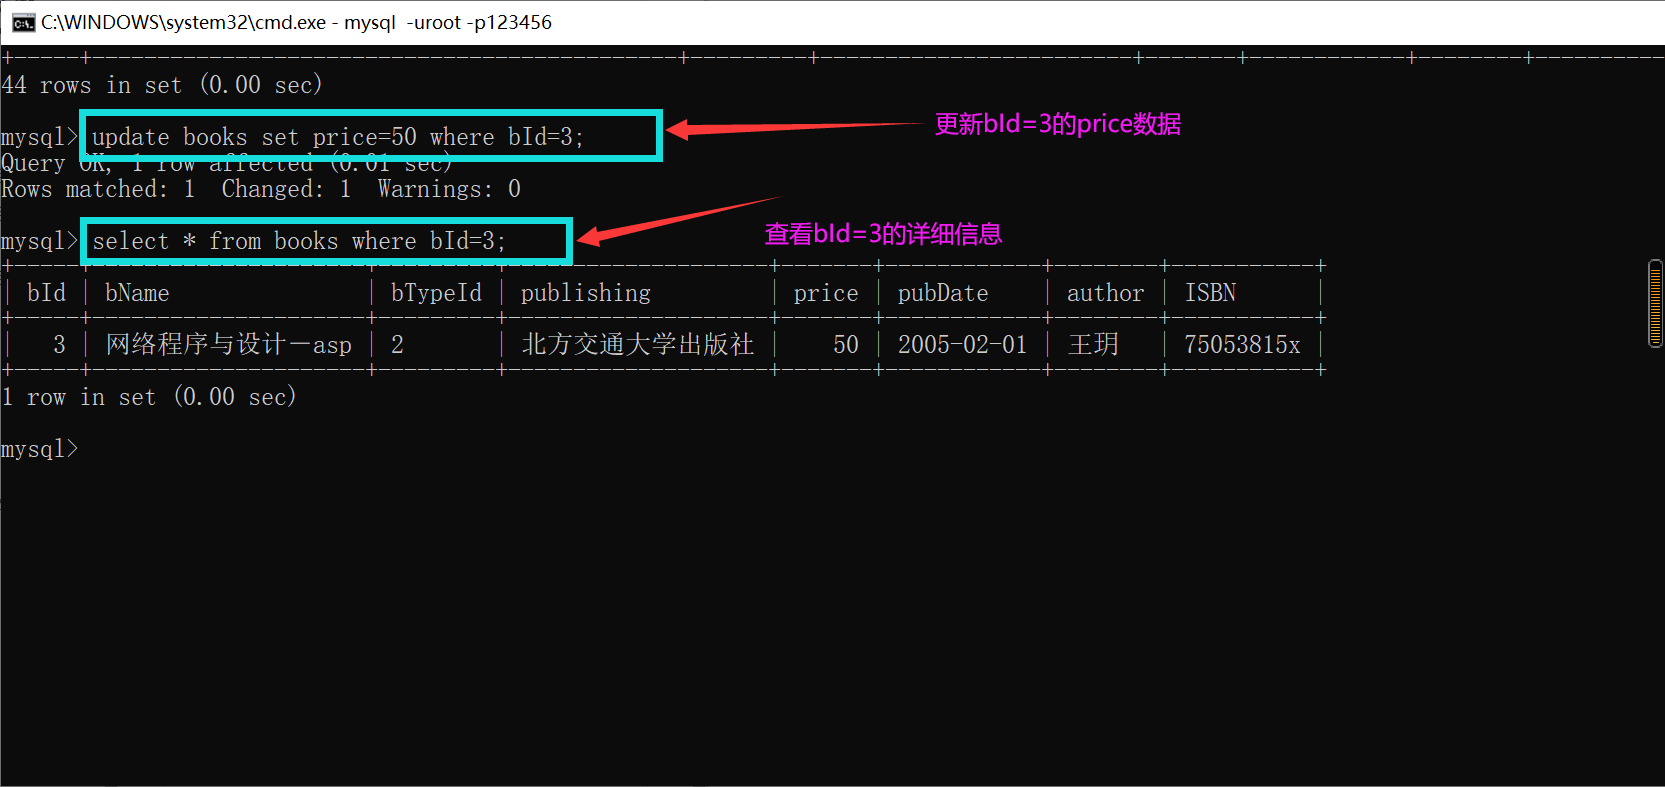 C:\WINDOWS\system32\cmd.exe - mysql  -uroot -p123456
44 rows in set (0.00 sec)
mysql> update books set price=50 where bId=3;
更新bId=3的price数据
Query OK, 1 row affected (0.01 sec)
Rows matched: 1  Changed: 1  Warnings: 0
mysql> select * from books where bId=3;
查看bId=3的详细信息
| bId | bName | bTypeId | publishing | price | pubDate | author | ISBN |
| 3 | 网络程序与设计－asp | 2 | 北方交通大学出版社 | 50 | 2005-02-01 | 王玥 | 75053815x |
1 row in set (0.00 sec)
mysql>